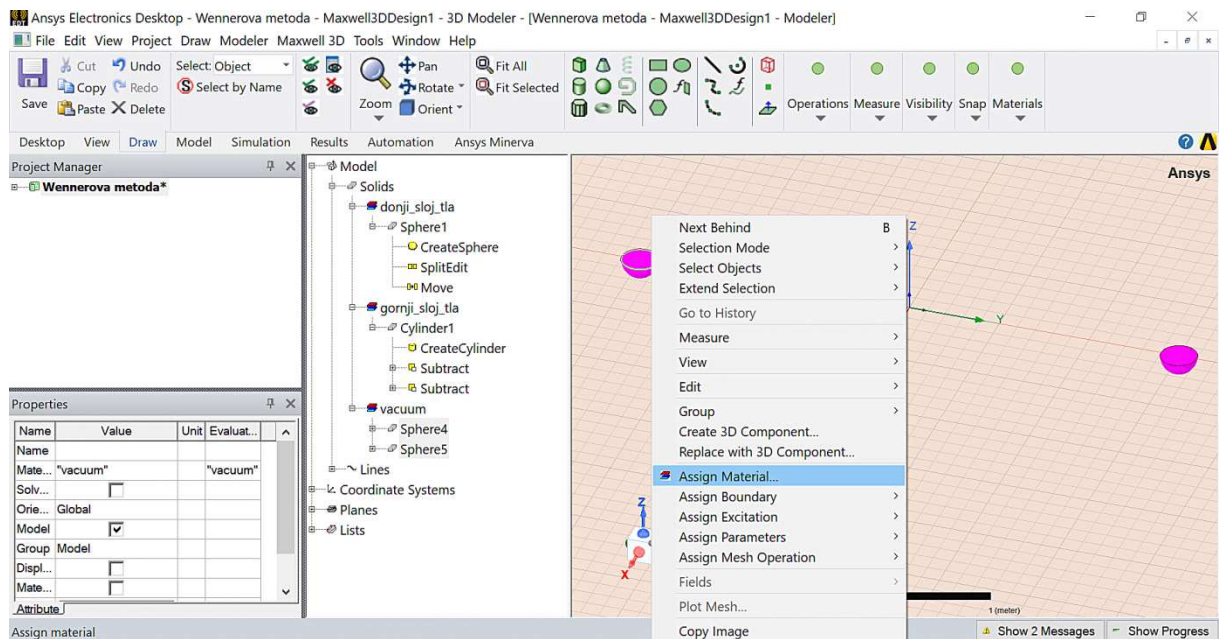 Ansys Electronics Desktop - Wennerova metoda - Maxwell3DDesign1 - 3D Modeler - [Wennerova metoda - Maxwell3DDesign1 - Modeler]
File Edit View Project Draw Modeler Maxwell 3D Tools Window Help
Save
Cut Undo
Copy Redo
Paste Delete
Select: Object
Select by Name
Zoom
Pan
Rotate
Orient
Fit All
Fit Selected
Operations Measure Visibility Snap Materials
Desktop View Draw Model Simulation Results Automation Ansys Minerva
Project Manager
Wennerova metoda*
Properties
Name Value Unit Evaluat...
Name
Mate... "vacuum" "vacuum"
Solv...
Orie... Global
Model
Group Model
Displ...
Mate...
Attribute
Model
Solids
donji_sloj_tla
Sphere1
CreateSphere
SplitEdit
Move
gornji_sloj_tla
Cylinder1
CreateCylinder
Subtract
Subtract
vacuum
Sphere4
Sphere5
Lines
Coordinate Systems
Planes
Lists
Ansys
Z
Y
Z
X
1 (meter)
Next Behind B
Selection Mode
Select Objects
Extend Selection
Go to History
Measure
View
Edit
Group
Create 3D Component...
Replace with 3D Component...
Assign Material...
Assign Boundary
Assign Excitation
Assign Parameters
Assign Mesh Operation
Fields
Plot Mesh...
Copy Image
Assign material
Show 2 Messages Show Progress